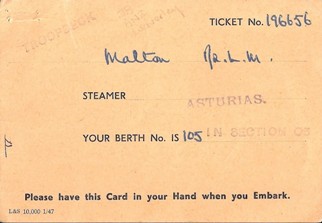 TROOPDECK
TICKET No. 196656
Malton
STEAMER ASTURIAS.
YOUR BERTH No. IS 105 IN SECTION
Please have this Card in your Hand when you Embark.
L&S 10,000 1/47